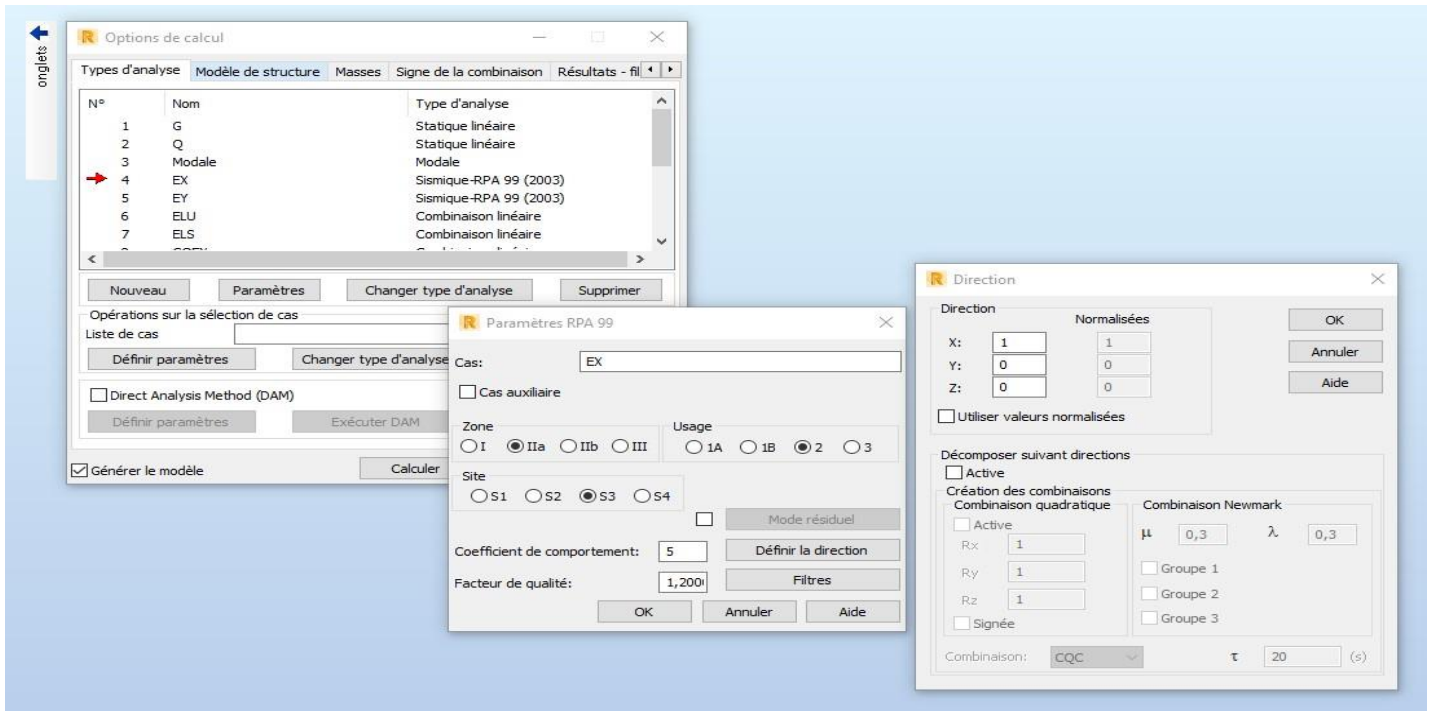 onglets
Options de calcul
Types d'analyse Modèle de structure Masses Signe de la combinaison Résultats - fil
N° Nom Type d'analyse
1 G Statique linéaire
2 Q Statique linéaire
3 Modale Modale
4 EX Sismique-RPA 99 (2003)
5 EY Sismique-RPA 99 (2003)
6 ELU Combinaison linéaire
7 ELS Combinaison linéaire
Nouveau Paramètres Changer type d'analyse Supprimer
Opérations sur la sélection de cas
Liste de cas
Définir paramètres Changer type d'analyse
Direct Analysis Method (DAM)
Définir paramètres Exécuter DAM
Générer le modèle Calculer
Paramètres RPA 99
Cas: EX
Cas auxiliaire
Zone Usage
I IIa IIb III 1A 1B 2 3
Site
S1 S2 S3 S4
Mode résiduel
Coefficient de comportement: 5 Définir la direction
Facteur de qualité: 1,200 Filtres
OK Annuler Aide
Direction
Direction
Normalisées OK
X: 1 1
Annuler
Y: 0 0
Z: 0 0 Aide
Utiliser valeurs normalisées
Décomposer suivant directions
Active
Création des combinaisons
Combinaison quadratique Combinaison Newmark
Active
μ 0,3 λ 0,3
Rx 1
Groupe 1
Ry 1
Groupe 2
Rz 1
Groupe 3
Signée
Combinaison: CQC τ 20 (s)